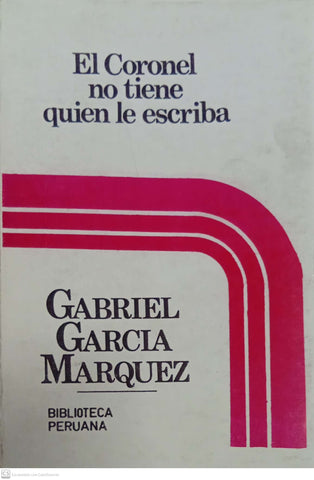 El Coronel
no tiene
quien le escriba
GABRIEL
GARCIA
MARQUEZ
BIBLIOTECA
PERUANA